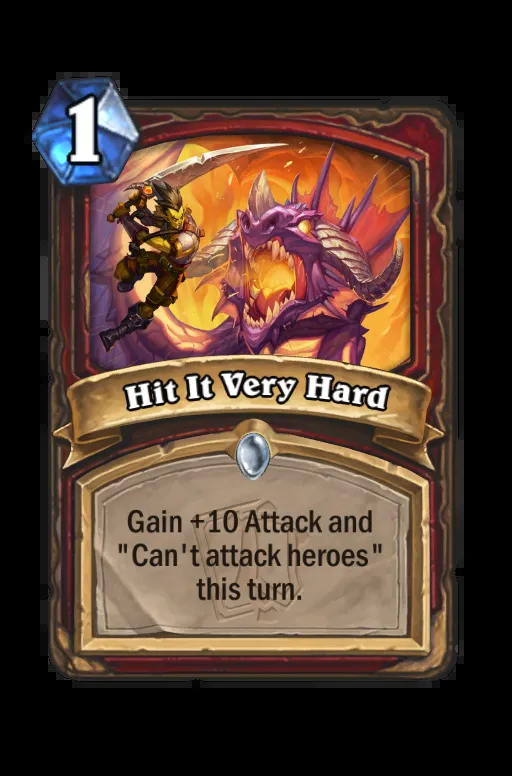 1
Hit It Very Hard
Gain +10 Attack and
"Can't attack heroes"
this turn.